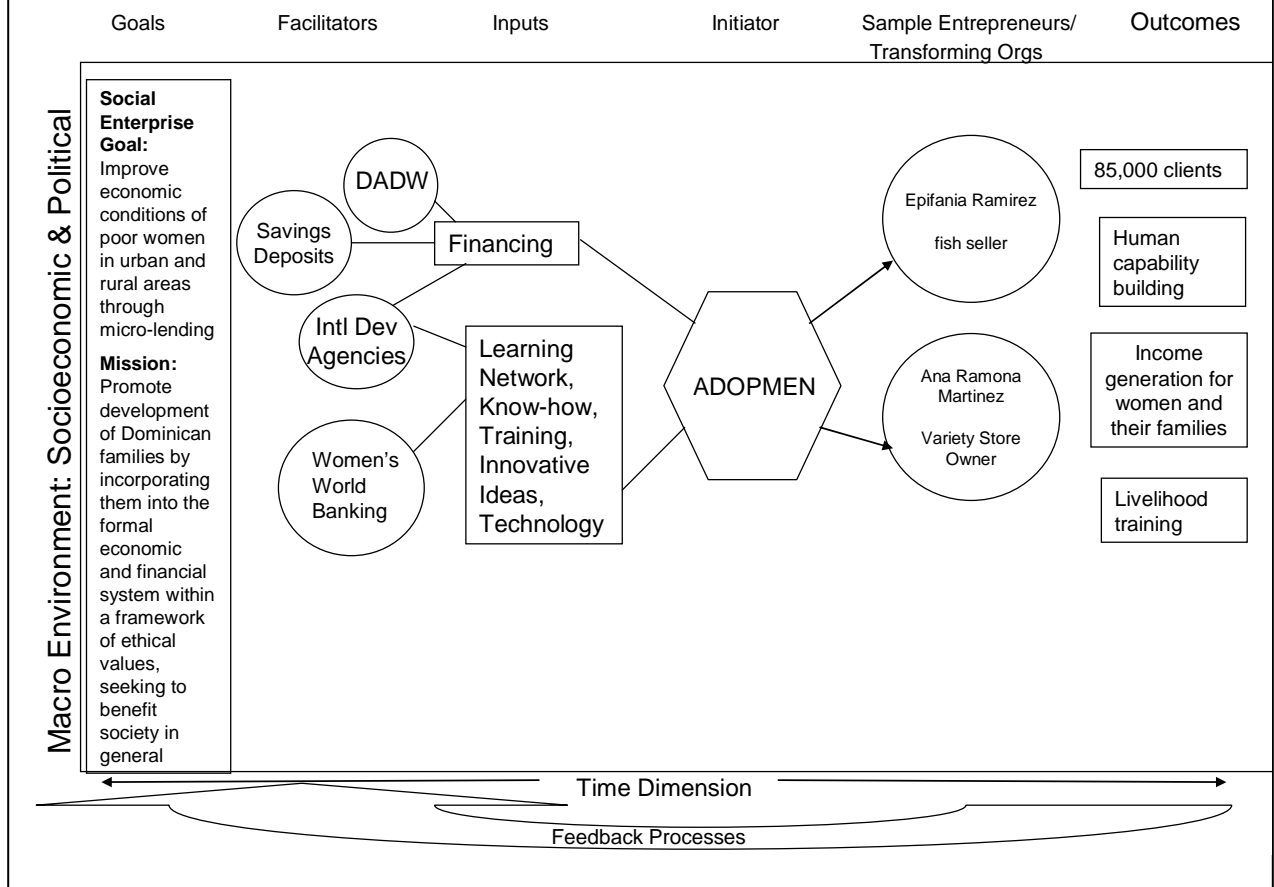 Goals
Facilitators
Inputs
Initiator
Sample Entrepreneurs/
Transforming Orgs
Outcomes
Macro Environment: Socioeconomic & Political
Social
Enterprise
Goal:
Improve
economic
conditions of
poor women
in urban and
rural areas
through
micro-lending
Mission:
Promote
development
of Dominican
families by
incorporating
them into the
formal
economic
and financial
system within
a framework
of ethical
values,
seeking to
benefit
society in
general
DADW
Savings
Deposits
Intl Dev
Agencies
Women's
World
Banking
Financing
Learning
Network,
Know-how,
Training,
Innovative
Ideas,
Technology
ADOPMEN
Epifania Ramirez
fish seller
Ana Ramona
Martinez
Variety Store
Owner
85,000 clients
Human
capability
building
Income
generation for
women and
their families
Livelihood
training
Time Dimension
Feedback Processes